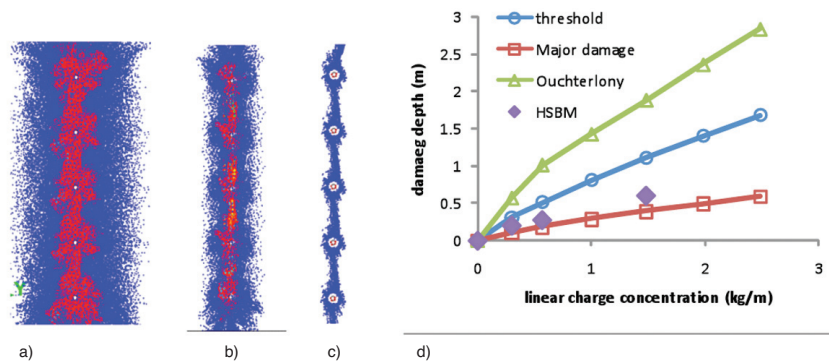 Y
a)
b)
c)
damaeg depth (m)
3
2.5
2
1.5
1
0.5
0
threshold
Major damage
Ouchterlony
HSBM
0
1
2
3
linear charge concentration (kg/m)
d)